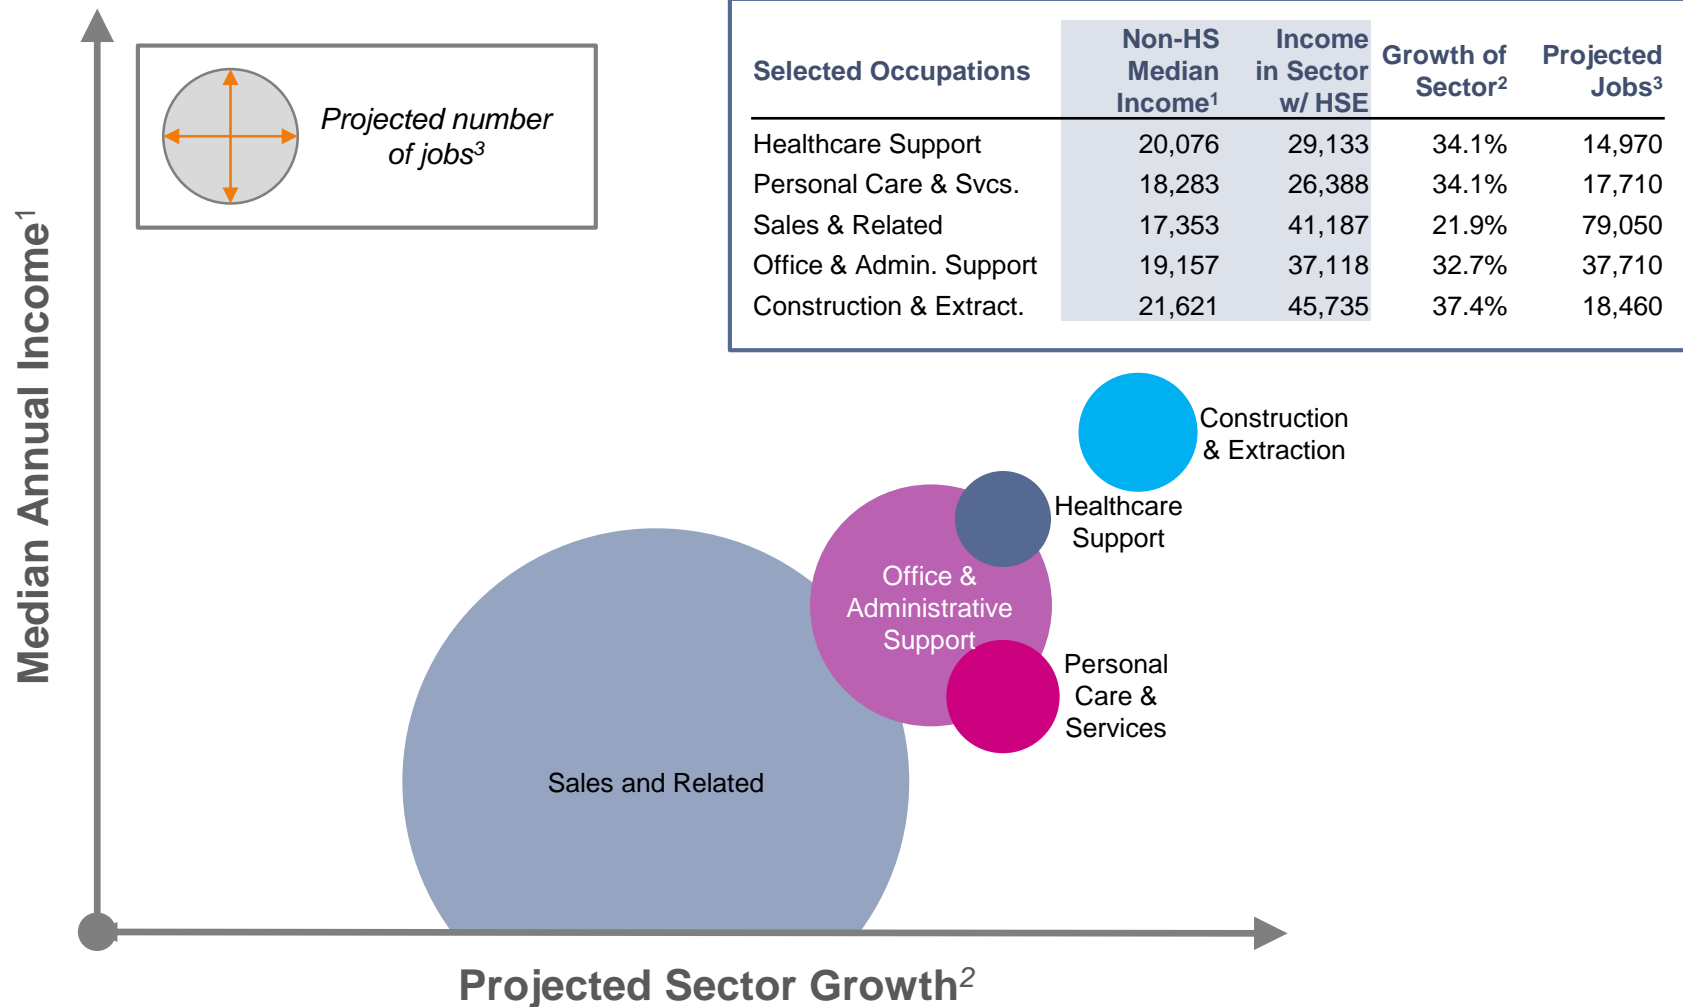 Projected number
of jobs3
Selected Occupations
Non-HS
Median
Income1
Income
in Sector
w/ HSE
Growth of
Sector2
Projected
Jobs3
Healthcare Support 20,076 29,133 34.1% 14,970
Personal Care & Svcs. 18,283 26,388 34.1% 17,710
Sales & Related 17,353 41,187 21.9% 79,050
Office & Admin. Support 19,157 37,118 32.7% 37,710
Construction & Extract. 21,621 45,735 37.4% 18,460
Median Annual Income1
Construction
& Extraction
Healthcare
Support
Office &
Administrative
Support
Personal
Care &
Services
Sales and Related
Projected Sector Growth2